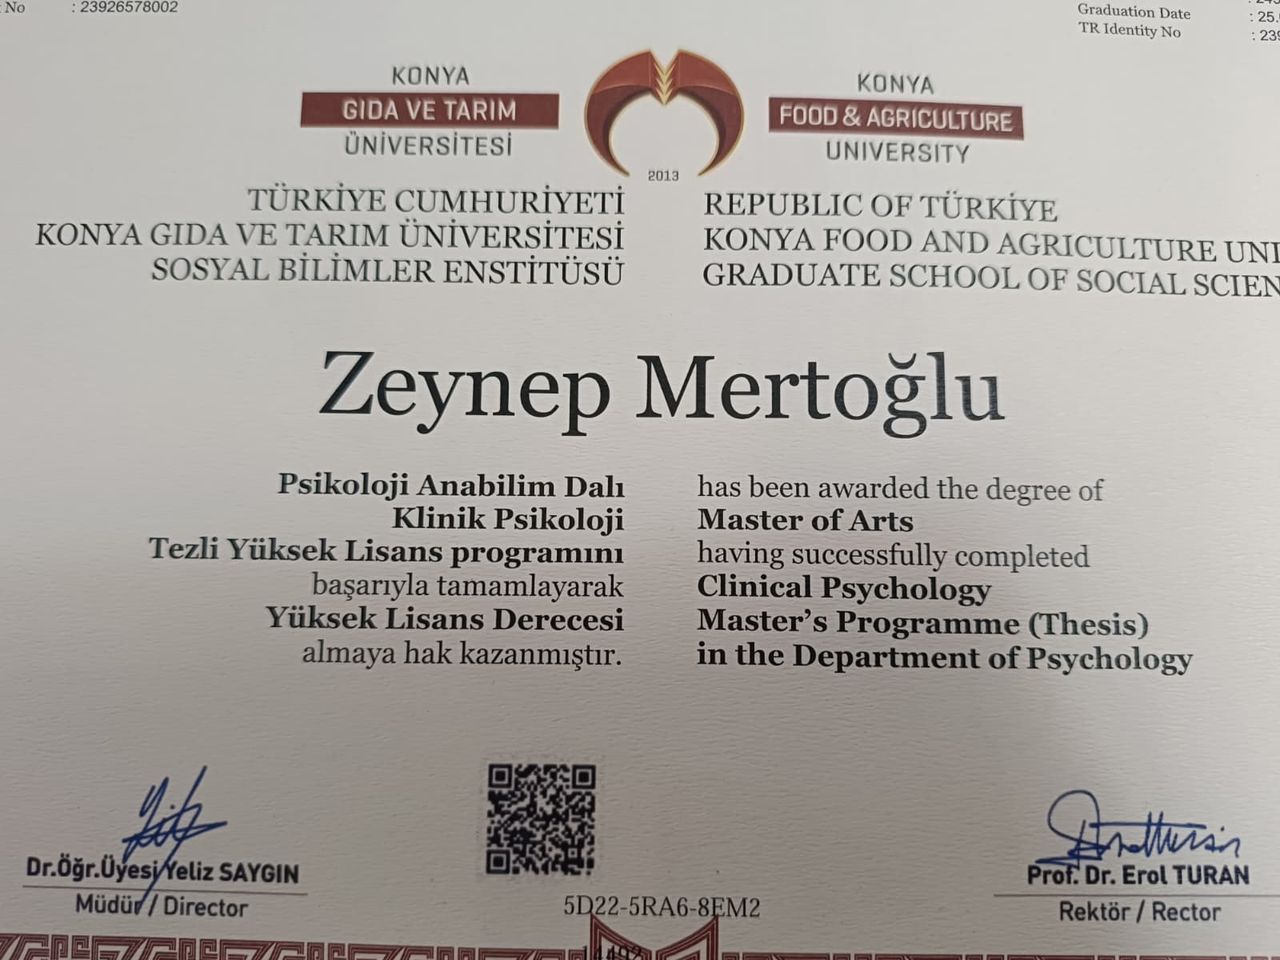 No : 23926578002
Graduation Date : 25.
TR Identity No : 239
KONYA
GIDA VE TARIM
ÜNİVERSİTESİ
2013
KONYA
FOOD & AGRICULTURE
UNIVERSITY
TÜRKİYE CUMHURİYETİ
KONYA GIDA VE TARIM ÜNİVERSİTESİ
SOSYAL BİLİMLER ENSTİTÜSÜ
REPUBLIC OF TÜRKİYE
KONYA FOOD AND AGRICULTURE UNI
GRADUATE SCHOOL OF SOCIAL SCIEN
Zeynep Mertoğlu
Psikoloji Anabilim Dalı
Klinik Psikoloji
Tezli Yüksek Lisans programını
başarıyla tamamlayarak
Yüksek Lisans Derecesi
almaya hak kazanmıştır.
has been awarded the degree of
Master of Arts
having successfully completed
Clinical Psychology
Master's Programme (Thesis)
in the Department of Psychology
Dr.Öğr.Üyesi Yeliz SAYGIN
Müdür / Director
5D22-5RA6-8EM2
Prof. Dr. Erol TURAN
Rektör / Rector